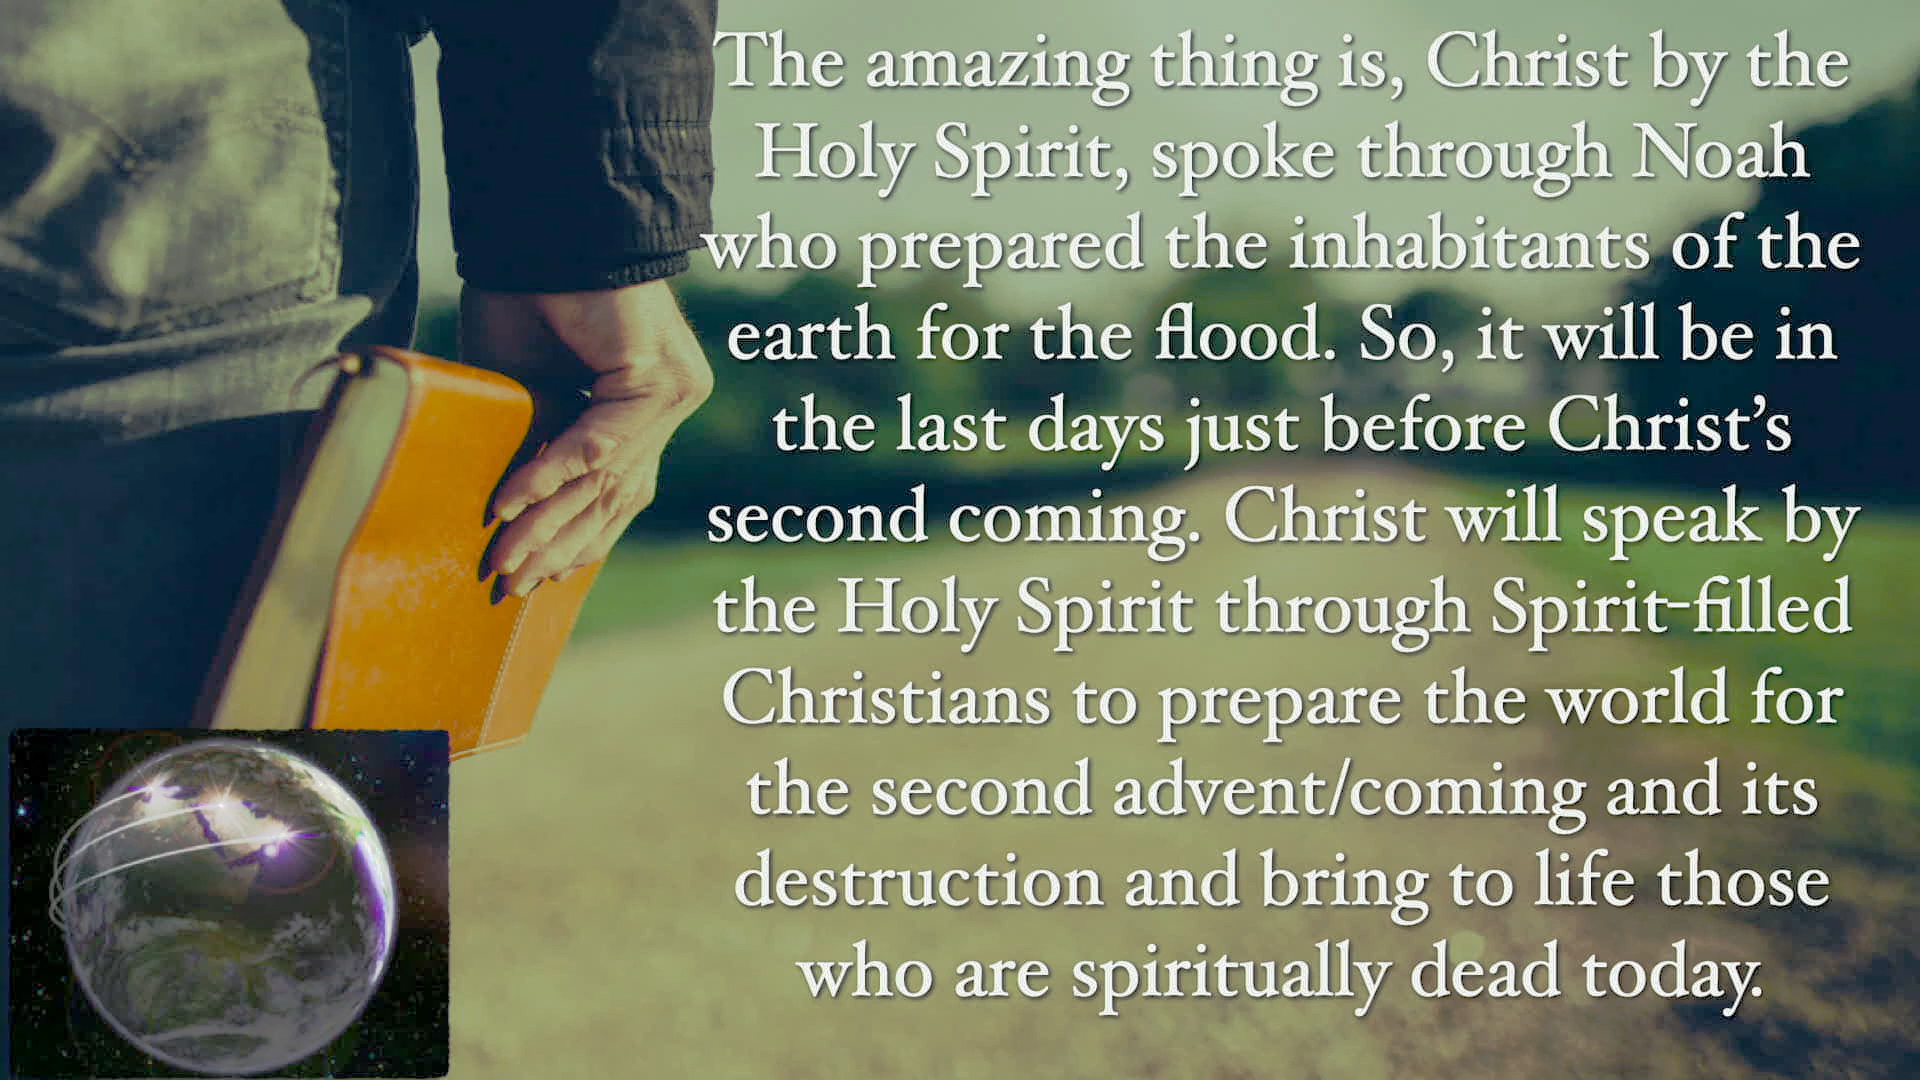 The amazing thing is, Christ by the
Holy Spirit, spoke through Noah
who prepared the inhabitants of the
earth for the flood. So, it will be in
the last days just before Christ’s
second coming. Christ will speak by
the Holy Spirit through Spirit-filled
Christians to prepare the world for
the second advent/coming and its
destruction and bring to life those
who are spiritually dead today.